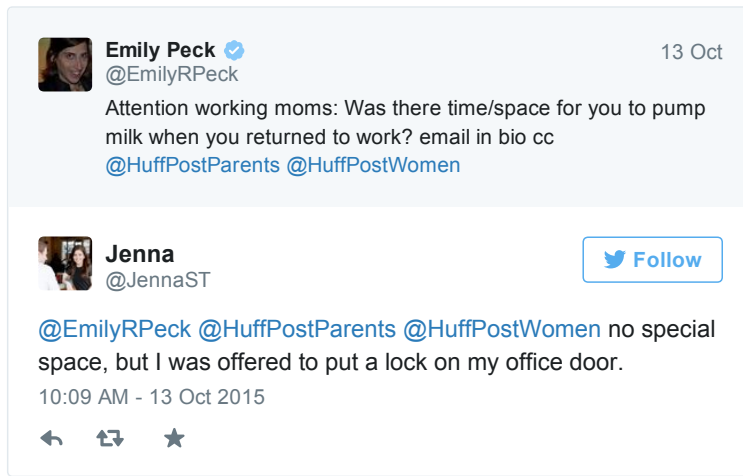 Emily Peck
13 Oct
@EmilyRPeck
Attention working moms: Was there time/space for you to pump
milk when you returned to work? email in bio cc
@HuffPostParents @HuffPostWomen
Jenna
Follow
@JennaST
@EmilyRPeck @HuffPostParents @HuffPostWomen no special
space, but I was offered to put a lock on my office door.
10:09 AM - 13 Oct 2015